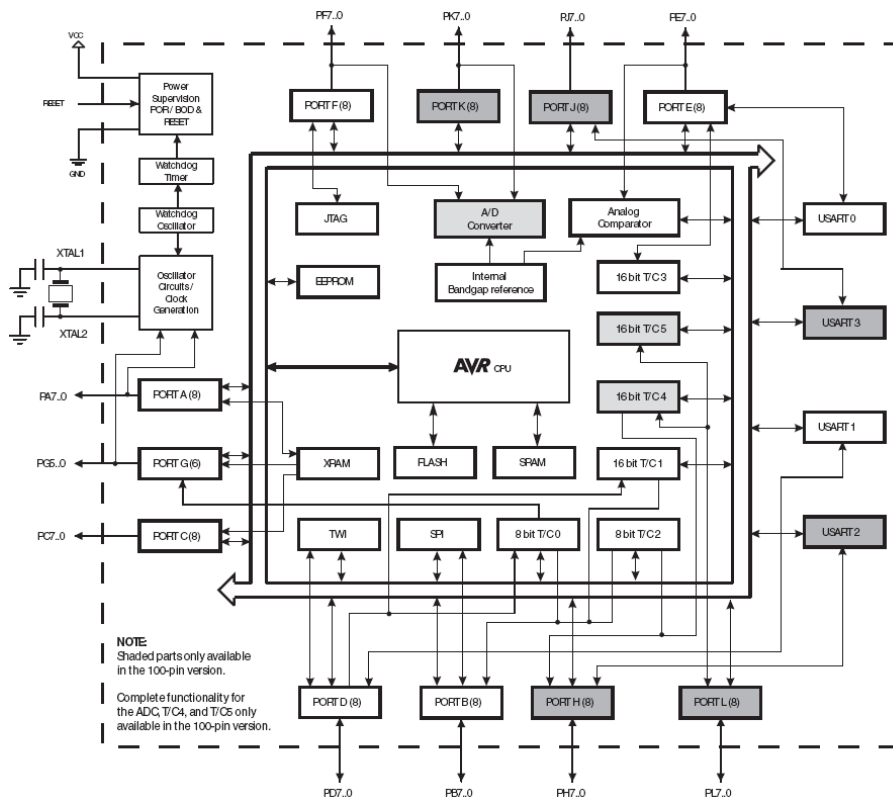 PF7..0
PK7..0
PJ7..0
PE7..0
VCC
RESET
GND
Power
Supervision
POR / BOD &
RESET
PORT F (8)
PORT K (8)
PORT J (8)
PORT E (8)
Watchdog
Timer
Watchdog
Oscillator
XTAL1
XTAL2
Oscillator
Circuits /
Clock
Generation
JTAG
A/D
Converter
Analog
Comparator
USART 0
EEPROM
Internal
Bandgap reference
16 bit T/C 3
16 bit T/C 5
USART 3
AVR CPU
16 bit T/C 4
PA7..0
PORT A (8)
USART 1
PG5..0
PORT G (6)
XRAM
FLASH
SRAM
16 bit T/C 1
PC7..0
PORT C (8)
TWI
SPI
8 bit T/C 0
8 bit T/C 2
USART 2
NOTE:
Shaded parts only available
in the 100-pin version.
Complete functionality for
the ADC, T/C4, and T/C5 only
available in the 100-pin version.
PORT D (8)
PORT B (8)
PORT H (8)
PORT L (8)
PD7..0
PB7..0
PH7..0
PL7..0